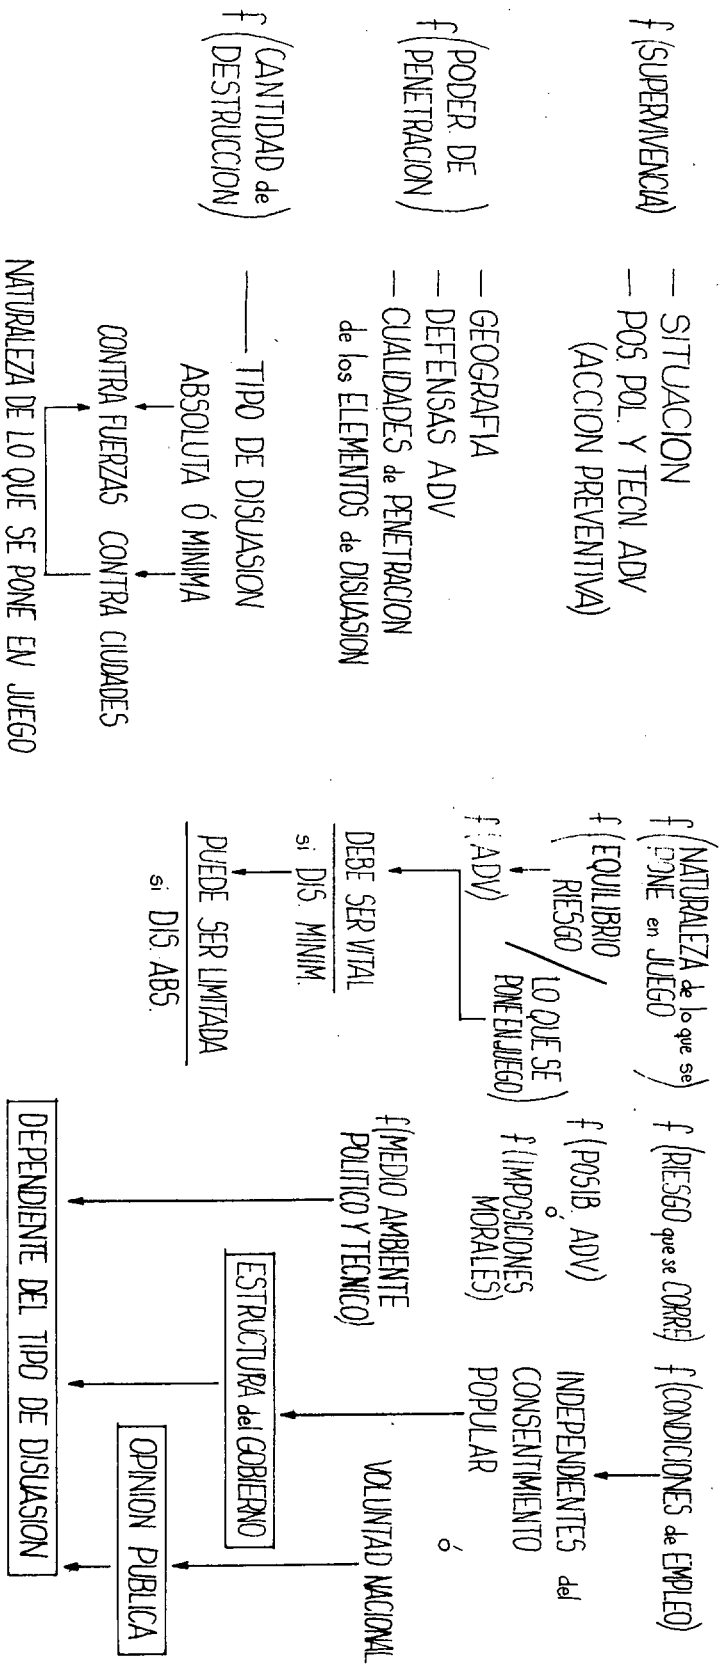 f (SUPERVIVENCIA)
— SITUACION
— POS. POL. Y TECN. ADV
(ACCION PREVENTIVA)
f (PODER DE
PENETRACION)
— GEOGRAFIA
— DEFENSAS ADV
— CUALIDADES de PENETRACION
de los ELEMENTOS de DISUASION
f (CANTIDAD de
DESTRUCCION)
— TIPO DE DISUASION
ABSOLUTA Ó MINIMA
CONTRA FUERZAS CONTRA CIUDADES
NATURALEZA DE LO QUE SE PONE EN JUEGO
f (NATURALEZA de lo que se
PONE en JUEGO)
f (EQUILIBRIO
RIESGO
/
LO QUE SE
PONE EN JUEGO)
f (ADV)
DEBE SER VITAL
si DIS. MINIM.
PUEDE SER LIMITADA
si DIS. ABS.
f (RIESGO que se CORRE)
f (POSIB. ADV)
ó
f (IMPOSICIONES
MORALES)
f (MEDIO AMBIENTE
POLITICO Y TECNICO)
f (CONDICIONES de EMPLEO)
INDEPENDIENTES del
CONSENTIMIENTO
POPULAR
ó
VOLUNTAD NACIONAL
ESTRUCTURA del GOBIERNO
OPINION PUBLICA
DEPENDIENTE DEL TIPO DE DISUASION